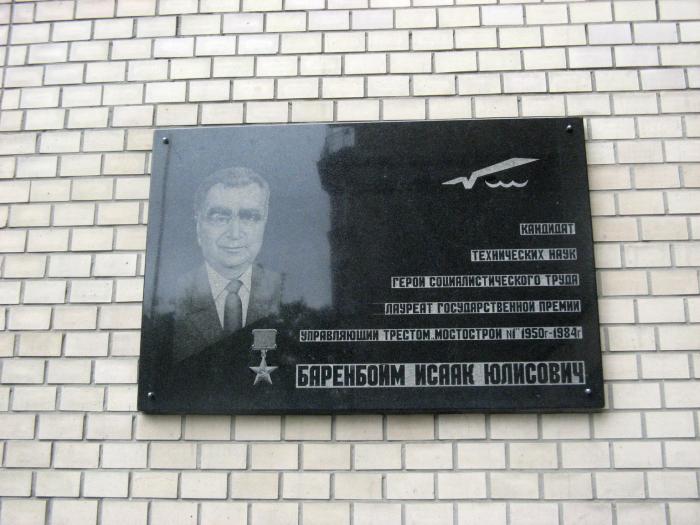 КАНДИДАТ
ТЕХНИЧЕСКИХ НАУК
ГЕРОЙ СОЦИАЛИСТИЧЕСКОГО ТРУДА
ЛАУРЕАТ ГОСУДАРСТВЕННОЙ ПРЕМИИ
УПРАВЛЯЮЩИЙ ТРЕСТОМ „МОСТОСТРОЙ №1" 1950г-1984г
БАРЕНБОЙМ ИСААК ЮЛИСОВИЧ